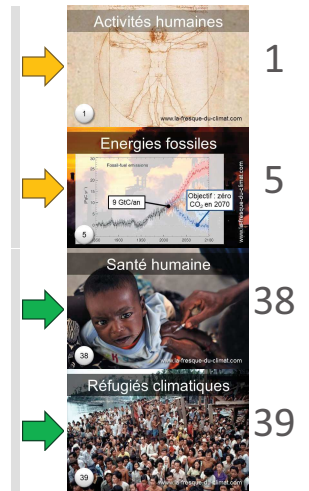 Activités humaines
1
1
www.la-fresque-du-climat.com
Energies fossiles
5
Fossil-fuel emissions
9 GtC/an
Objectif : zéro
CO₂ en 2070
www.la-fresque-du-climat.com
5
Santé humaine
38
38
www.la-fresque-du-climat.com
Réfugiés climatiques
39
39
www.la-fresque-du-climat.com